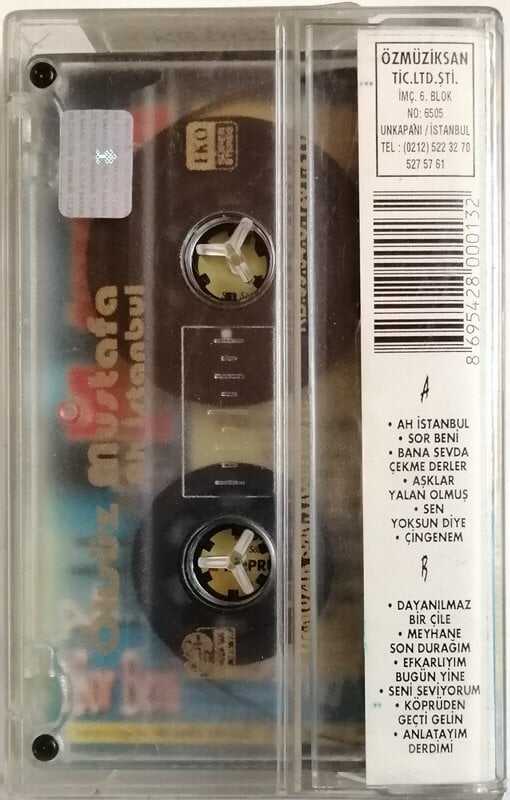 ÖZMÜZİKSAN
TİC.LTD.ŞTİ.
İMÇ. 6. BLOK
NO: 6505
UNKAPANI / İSTANBUL
TEL : (0212) 522 32 70
527 57 61
8 695428 000132
A
• AH İSTANBUL
• SOR BENİ
• BANA SEVDA
ÇEKME DERLER
• AŞKLAR
YALAN OLMUŞ
• SEN
YOKSUN DİYE
• ÇİNGENEM
B
• DAYANILMAZ
BİR ÇİLE
• MEYHANE
SON DURAĞIM
• EFKARLIYIM
BUGÜN YİNE
• SENİ SEVİYORUM
• KÖPRÜDEN
GEÇTİ GELİN
• ANLATAYIM
DERDİMİ
EKO
Mustafa
Ah İstanbul